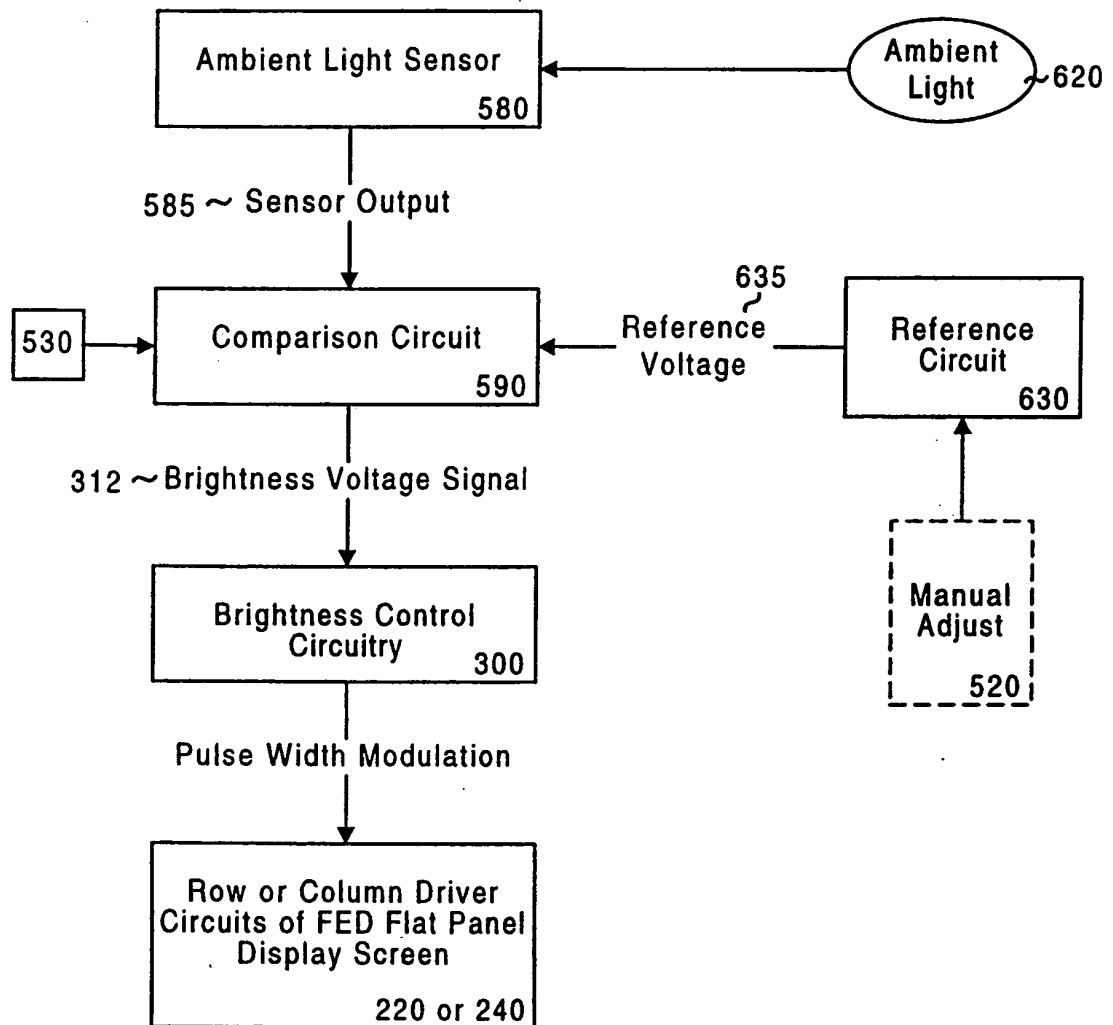 Ambient Light Sensor
580
Ambient
Light
~620
585 ~ Sensor Output
530
Comparison Circuit
590
635
~
Reference
Voltage
Reference
Circuit
630
312 ~ Brightness Voltage Signal
Manual
Adjust
520
Brightness Control
Circuitry
300
Pulse Width Modulation
Row or Column Driver
Circuits of FED Flat Panel
Display Screen
220 or 240